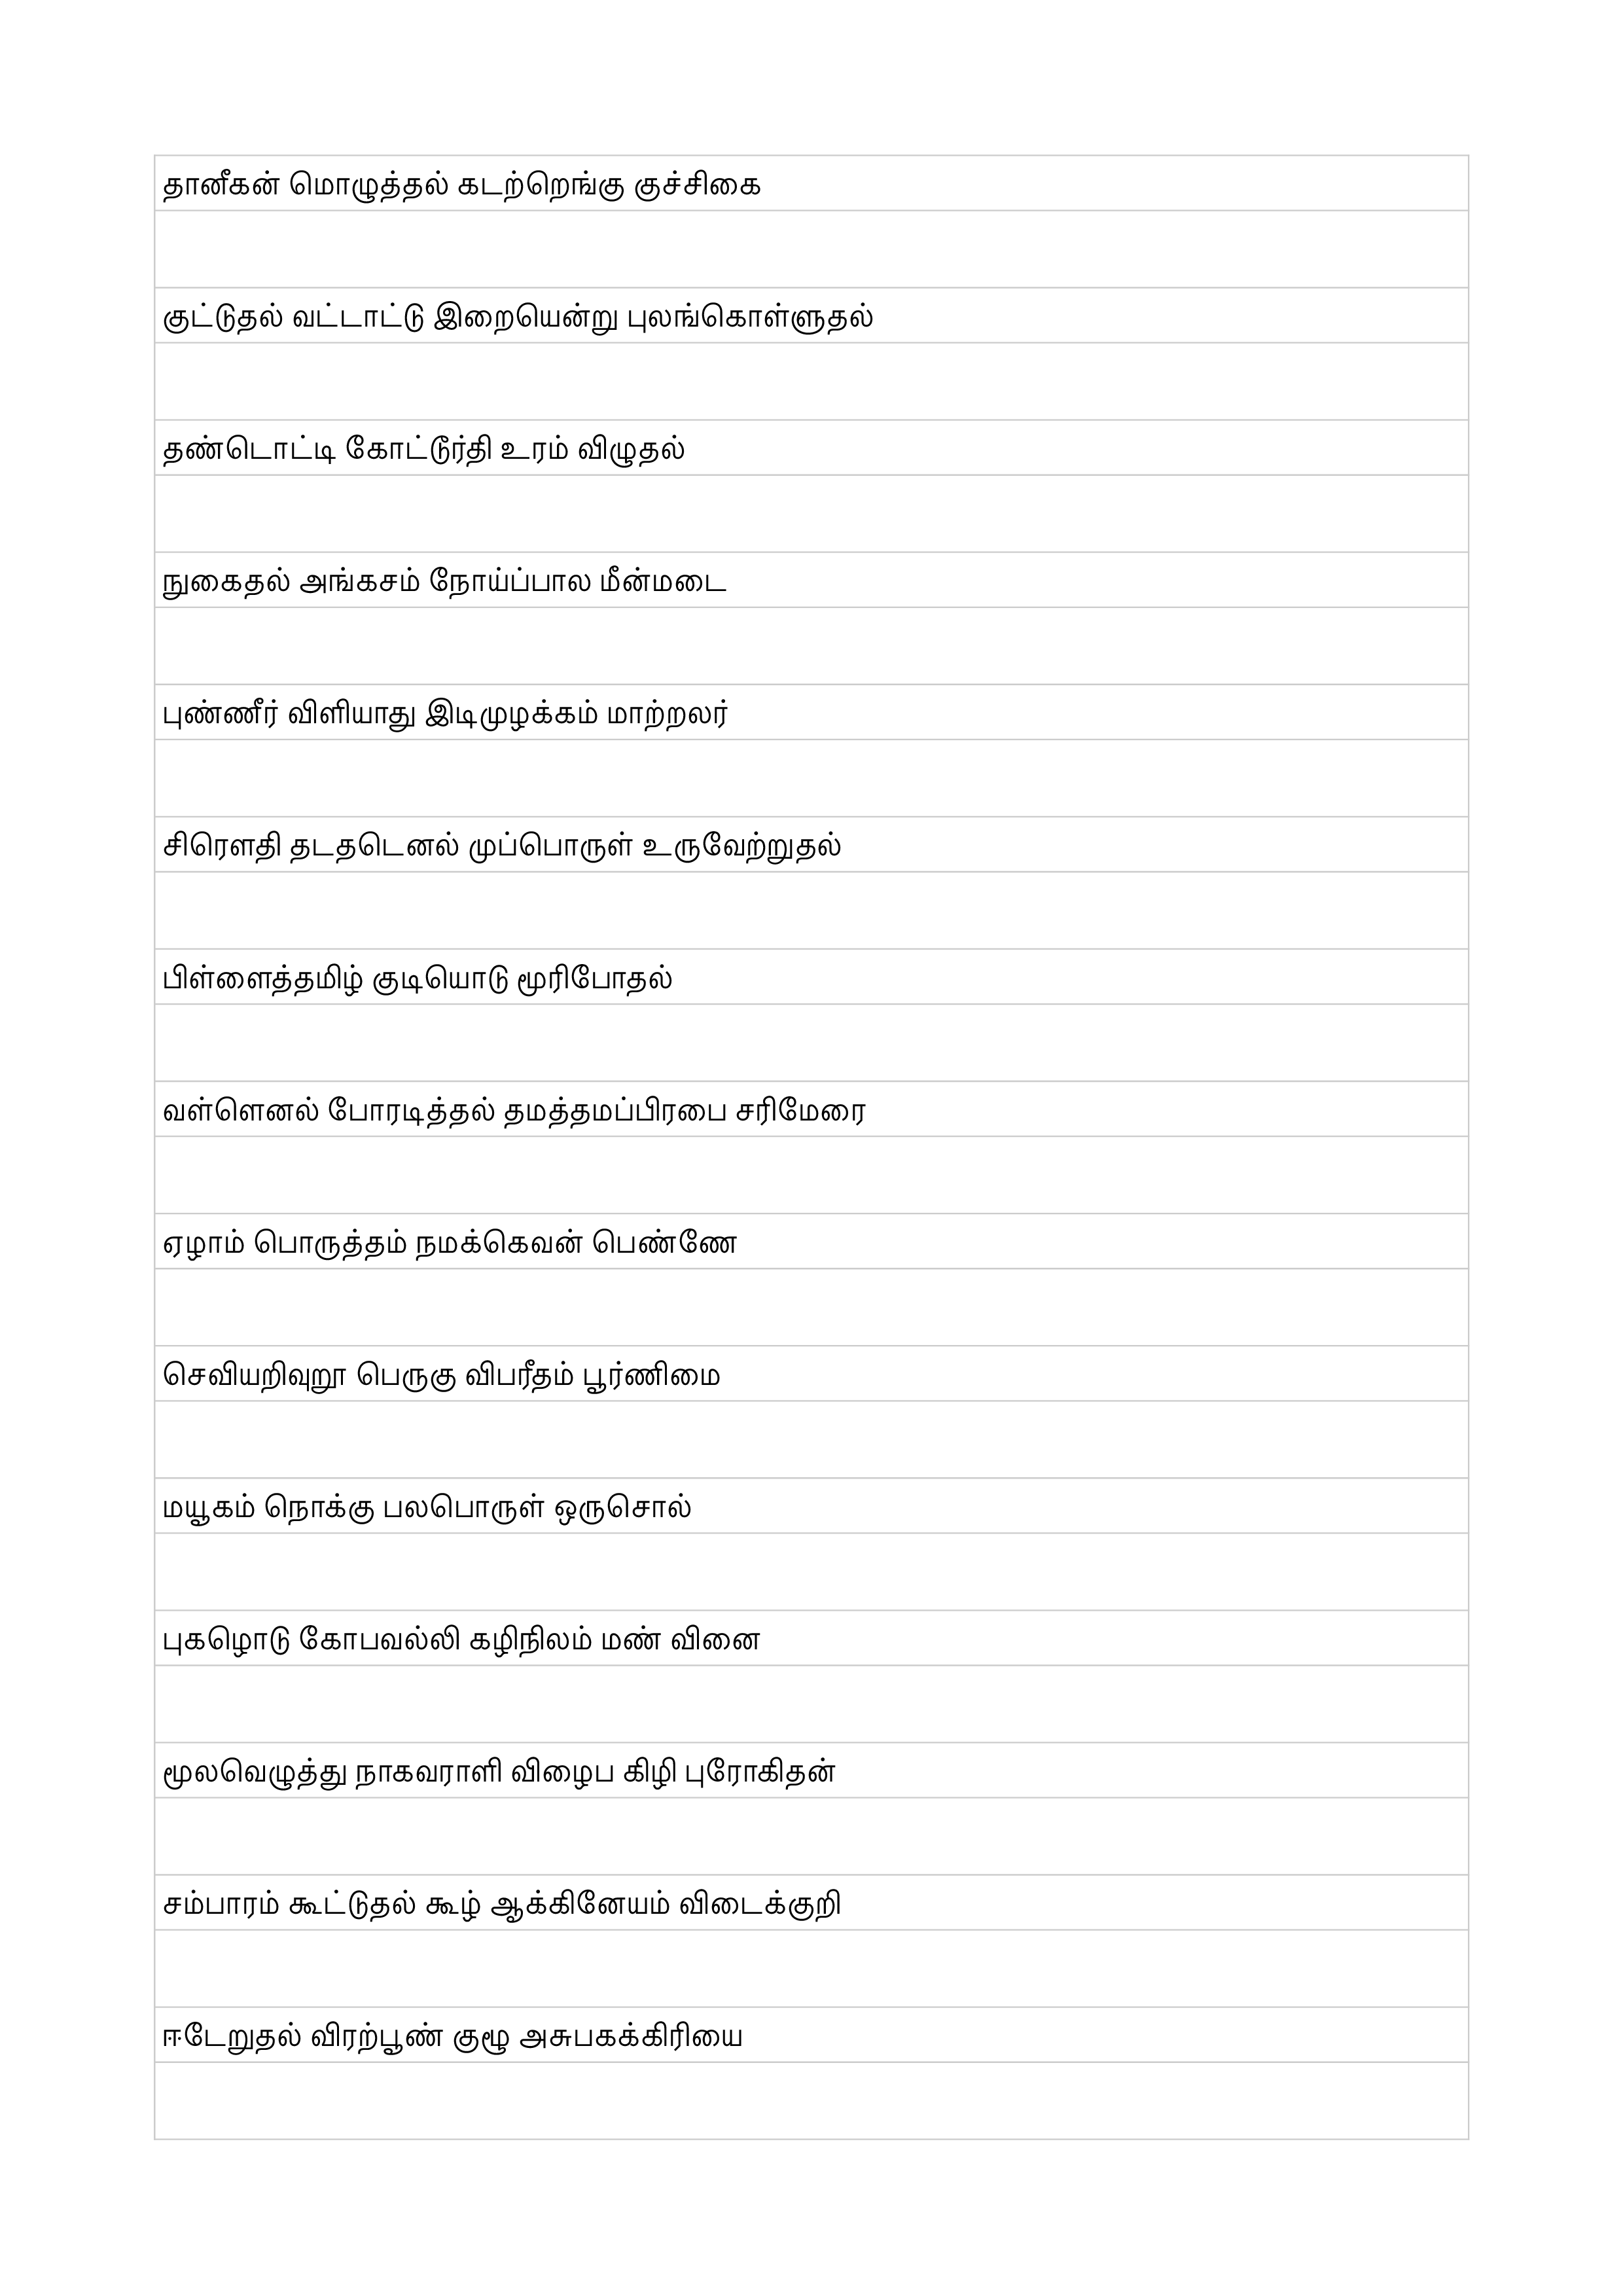 தானீகன் மொழுத்தல் கடற்றெங்கு குச்சிகை
குட்டுதல் வட்டாட்டு இறையென்று புலங்கொள்ளுதல்
தண்டொட்டி கோட்டூர்தி உரம் விழுதல்
நுகைதல் அங்கசம் நோய்ப்பால மீன்மடை
புண்ணீர் விளியாது இடிமுழக்கம் மாற்றலர்
சிரௌதி தடதடெனல் முப்பொருள் உருவேற்றுதல்
பிள்ளைத்தமிழ் குடியொடு மூரிபோதல்
வள்ளெனல் போரடித்தல் தமத்தமப்பிரபை சரிமேரை
ஏழாம் பொருத்தம் நமக்கெவன் பெண்ணே
செவியறிவுறூ பெருகு விபரீதம் பூர்ணிமை
மயூகம் நொக்கு பலபொருள் ஒருசொல்
புகழொடு கோபவல்லி கழிநிலம் மண் வினை
மூலவெழுத்து நாகவராளி விழைப கிழி புரோகிதன்
சம்பாரம் கூட்டுதல் கூழ் ஆக்கினேயம் விடைக்குறி
ஈடேறுதல் விரற்பூண் குழூ அசுபகக்கிரியை